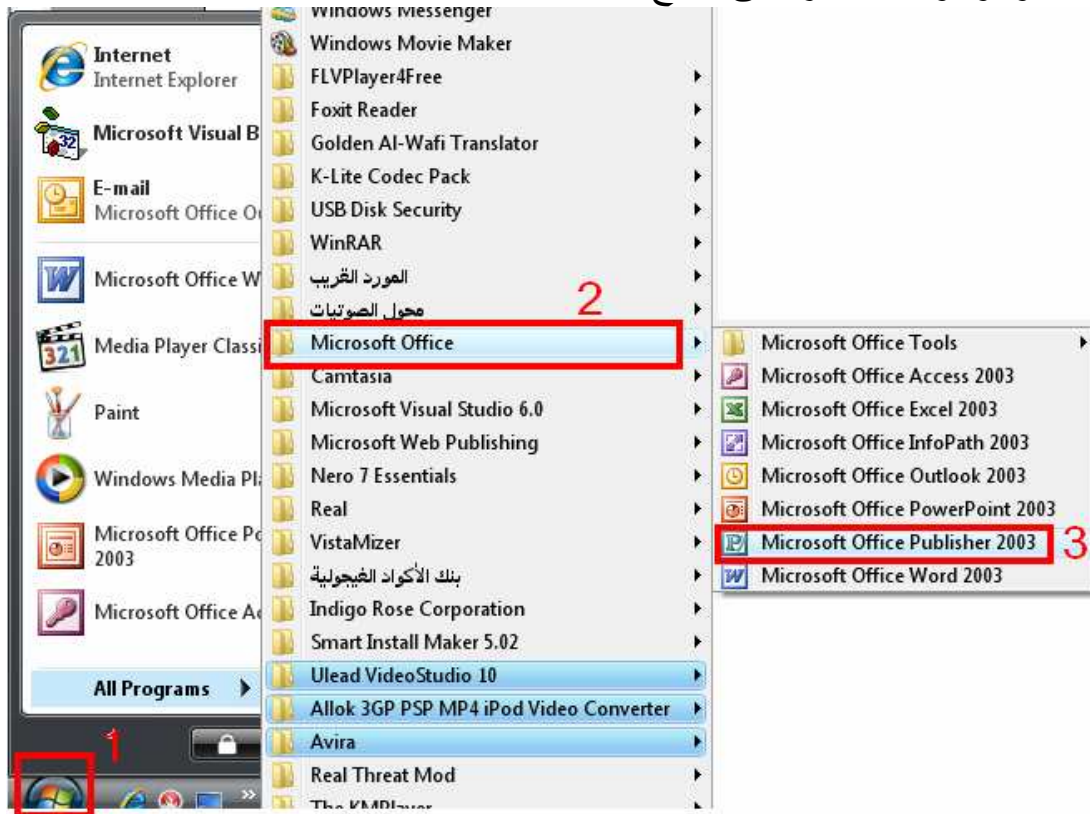 Internet
Internet Explorer
Microsoft Visual B
E-mail
Microsoft Office
Microsoft Office W
Media Player Classi
Paint
Windows Media
Microsoft Office
2003
Microsoft Office
All Programs
1
Windows Messenger
Windows Movie Maker
FLVPlayer4Free
Foxit Reader
Golden Al-Wafi Translator
K-Lite Codec Pack
USB Disk Security
WinRAR
المورد القريب
محول الصوتيات
2
Microsoft Office
Camtasia
Microsoft Visual Studio 6.0
Microsoft Web Publishing
Nero 7 Essentials
Real
VistaMizer
بنك الأكواد الفيجولية
Indigo Rose Corporation
Smart Install Maker 5.02
Ulead VideoStudio 10
Allok 3GP PSP MP4 iPod Video Converter
Avira
Real Threat Mod
The KMPlayer
Microsoft Office Tools
Microsoft Office Access 2003
Microsoft Office Excel 2003
Microsoft Office InfoPath 2003
Microsoft Office Outlook 2003
Microsoft Office PowerPoint 2003
Microsoft Office Publisher 2003
3
Microsoft Office Word 2003